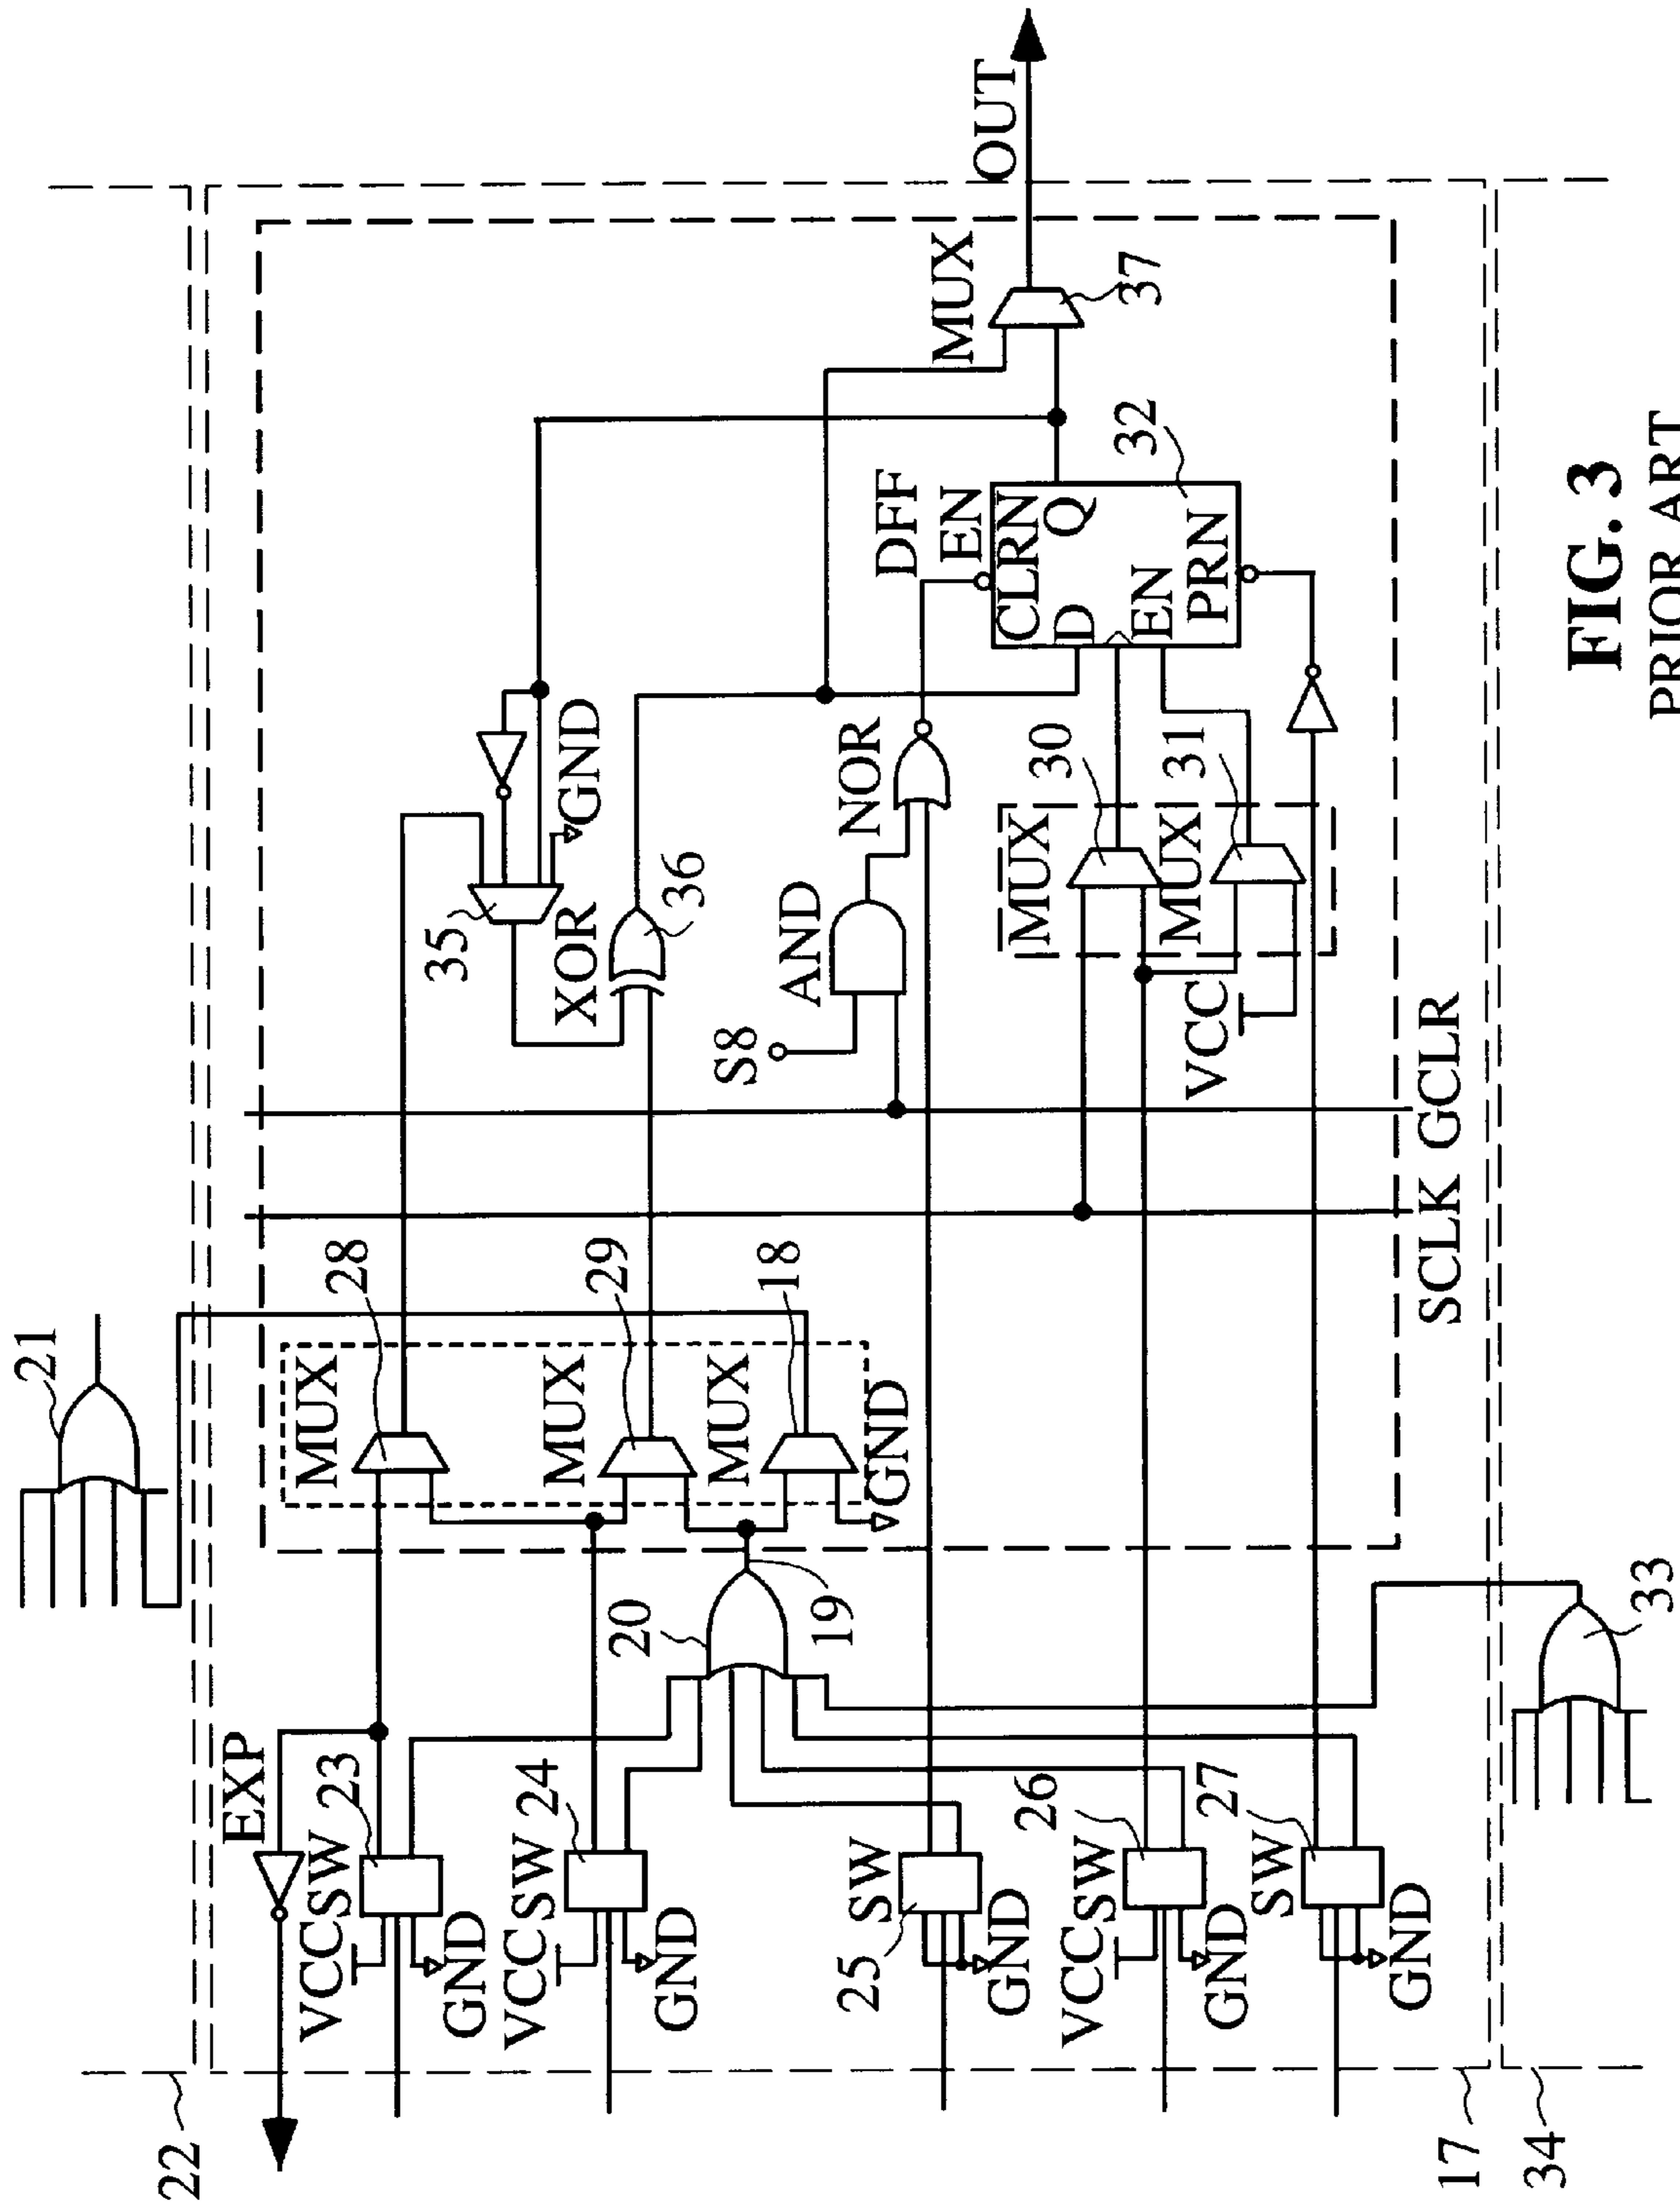 21
EXP
VCC SW 23
GND
MUX 28
35
XOR
GND
VCC SW 24
GND
20
19
MUX 29
MUX 18
GND
36
S8
AND
NOR
DFF
EN
CLRN
D
Q
EN
PRN
32
MUX
37
OUT
25
SW
GND
MUX 30
MUX 31
VCC
VCC SW 26
GND
SW 27
GND
SCLK GCLR
22
17
34
33
FIG. 3
PRIOR ART